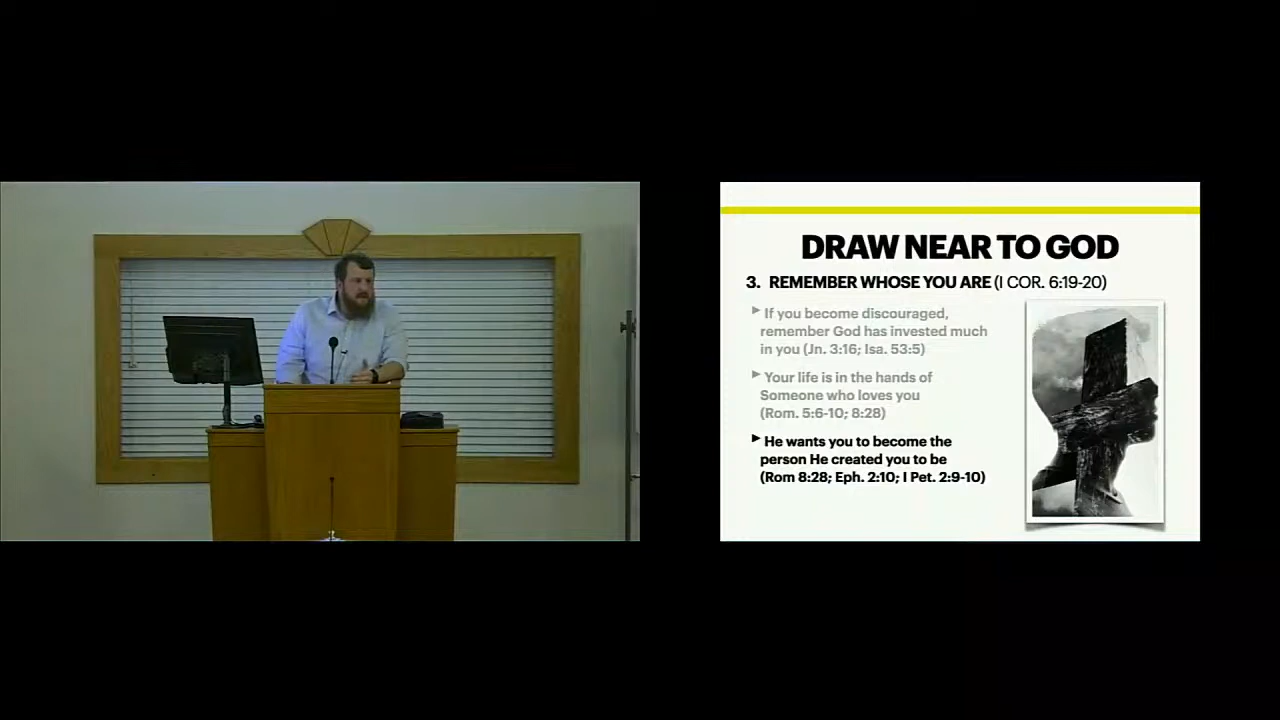 DRAW NEAR TO GOD
3. REMEMBER WHOSE YOU ARE (I COR. 6:19-20)
If you become discouraged,
remember God has invested much
in you (Jn. 3:16; Isa. 53:5)
Your life is in the hands of
Someone who loves you
(Rom. 5:6-10; 8:28)
He wants you to become the
person He created you to be
(Rom 8:28; Eph. 2:10; I Pet. 2:9-10)